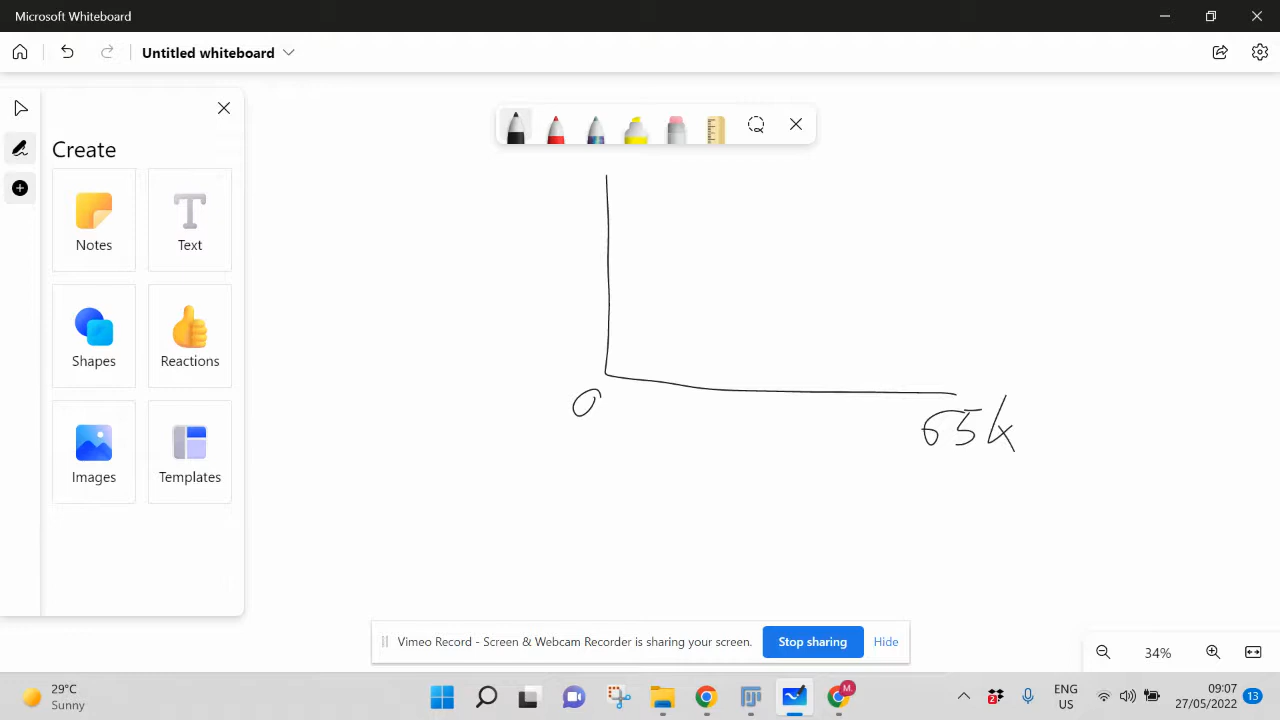 Microsoft Whiteboard
Untitled whiteboard
Create
Notes
Text
Shapes
Reactions
Images
Templates
0
65k
Vimeo Record - Screen & Webcam Recorder is sharing your screen.
Stop sharing
Hide
34%
29°C
Sunny
M
2
ENG
US
09:07
27/05/2022
13